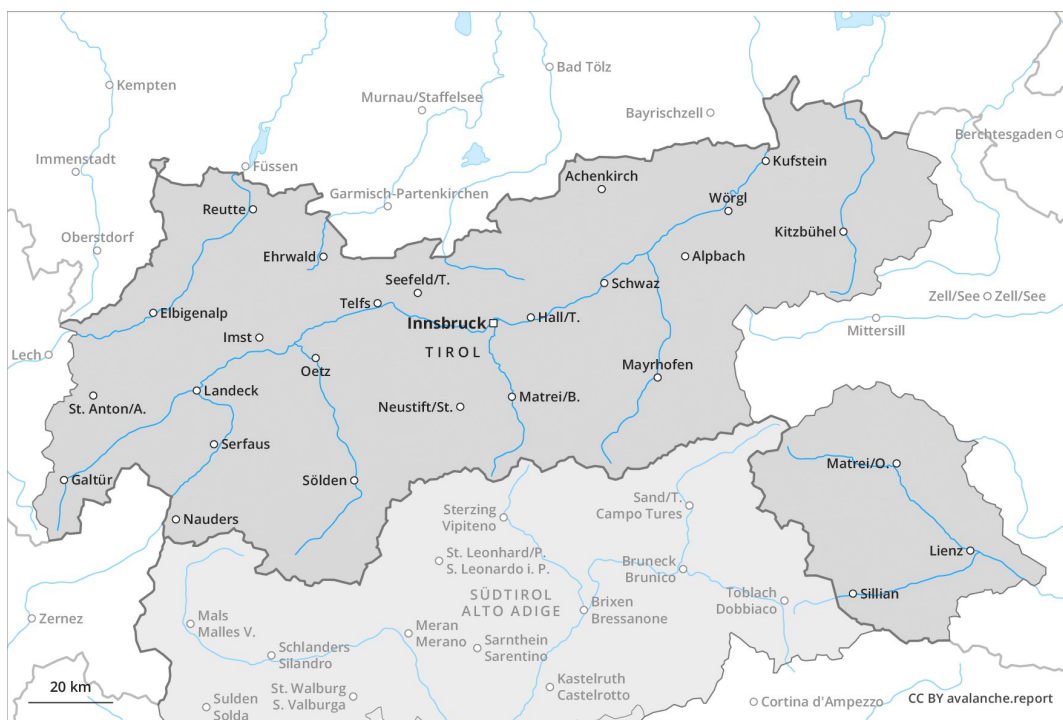 Kempten
Bad Tölz
Murnau/Staffelsee
Bayrischzell
Berchtesgaden
Immenstadt
Füssen
Kufstein
Achenkirch
Garmisch-Partenkirchen
Wörgl
Reutte
Kitzbühel
Oberstdorf
Ehrwald
Alpbach
Seefeld/T.
Schwaz
Zell/See
Zell/See
Telfs
Elbigenalp
Innsbruck
Hall/T.
Mittersill
Imst
TIROL
Lech
Oetz
Mayrhofen
Landeck
Matrei/B.
St. Anton/A.
Neustift/St.
Serfaus
Matrei/O.
Galtür
Sölden
Sand/T.
Campo Tures
Sterzing
Vipiteno
Nauders
St. Leonhard/P.
S. Leonardo i. P.
Lienz
Bruneck
Brunico
SÜDTIROL
ALTO ADIGE
Toblach
Dobbiaco
Sillian
Brixen
Bressanone
Mals
Malles V.
Zernez
Meran
Merano
Sarnthein
Sarentino
Schlanders
Silandro
Kastelruth
Castelrotto
20 km
St. Walburg
S. Valburga
Sulden
Solda
Cortina d'Ampezzo
CC BY avalanche.report